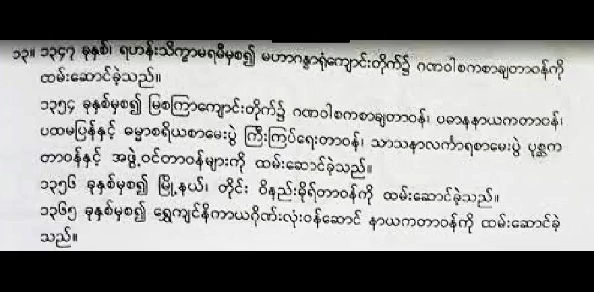 ၁၃။ ၁၃၄၇ ခုနှစ်၊ ရဟန်းသိက္ခာမရမီမှစ၍ မဟာဂန္ဓာရုံကျောင်းတိုက်၌ ဂဏဝါစကစာချတာဝန်ကို
ထမ်းဆောင်ခဲ့သည်။
၁၃၅၄ ခုနှစ်မှစ၍ မြစကြာကျောင်းတိုက်၌ ဂဏဝါစကစာချတာဝန်၊ ပဓာနနာယကတာဝန်၊
ပထမပြန်နှင့် ဓမ္မာစရိယစာမေးပွဲ ကြီးကြပ်ရေးတာဝန်၊ သာသနာလင်္ကာရစာမေးပွဲ ပုစ္ဆက
တာဝန်နှင့် အဖွဲ့ဝင်တာဝန်များကို ထမ်းဆောင်ခဲ့သည်။
၁၃၅၆ ခုနှစ်မှစ၍ မြို့နယ်၊ တိုင်း ဝိနည်းခိုရ်တာဝန်ကို ထမ်းဆောင်ခဲ့သည်။
၁၃၆၅ ခုနှစ်မှစ၍ ရွှေကျင်နိကာယဂိုဏ်းလုံးဝန်ဆောင် နာယကတာဝန်ကို ထမ်းဆောင်ခဲ့
သည်။